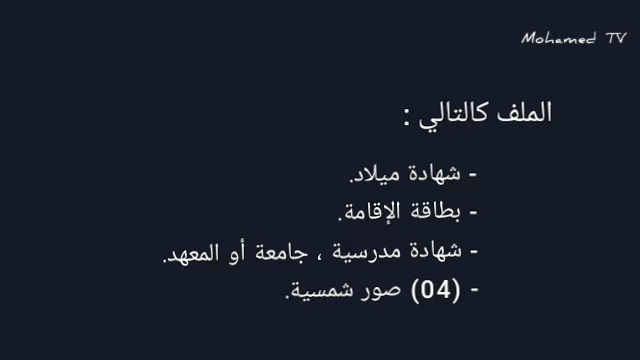 Mohamed TV
الملف كالتالي :
- شهادة ميلاد.
- بطاقة الإقامة.
- شهادة مدرسية ، جامعة أو المعهد.
- (04) صور شمسية.